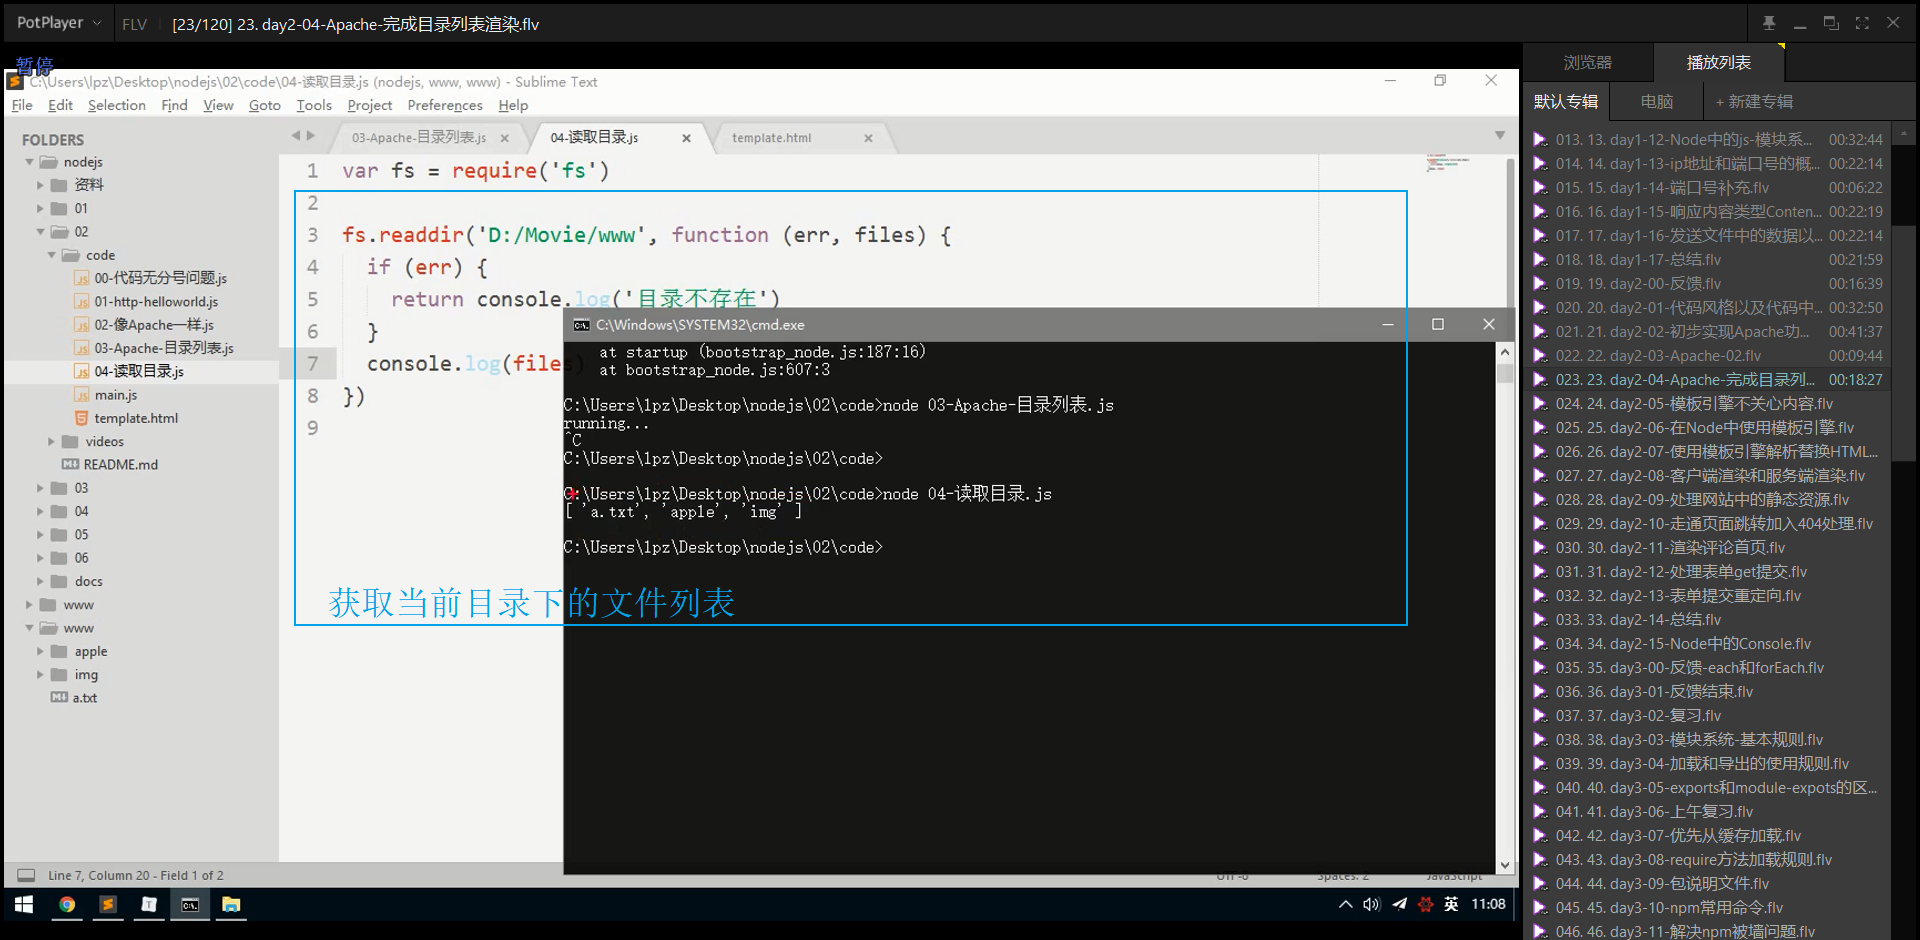 PotPlayer
FLV
[23/120] 23. day2-04-Apache-完成目录列表渲染.flv
暂停
C:\Users\lpz\Desktop\nodejs\02\code\04-读取目录.js (nodejs, www, www) - Sublime Text
File Edit Selection Find View Goto Tools Project Preferences Help
FOLDERS
nodejs
资料
01
02
code
00-代码无分号问题.js
01-http-helloworld.js
02-像Apache一样.js
03-Apache-目录列表.js
04-读取目录.js
main.js
template.html
videos
README.md
03
04
05
06
docs
www
www
apple
img
a.txt
03-Apache-目录列表.js
04-读取目录.js
template.html
1 var fs = require('fs')
2
3 fs.readdir('D:/Movie/www', function (err, files) {
4 if (err) {
5 return console.log('目录不存在')
6 }
7 console.log(files
8 })
9
C:\Windows\SYSTEM32\cmd.exe
at startup (bootstrap_node.js:187:16)
at bootstrap_node.js:607:3
C:\Users\lpz\Desktop\nodejs\02\code>node 03-Apache-目录列表.js
running...
^C
C:\Users\lpz\Desktop\nodejs\02\code>
C:\Users\lpz\Desktop\nodejs\02\code>node 04-读取目录.js
[ 'a.txt', 'apple', 'img' ]
C:\Users\lpz\Desktop\nodejs\02\code>
获取当前目录下的文件列表
Line 7, Column 20 - Field 1 of 2
UTF-8
Spaces: 2
JavaScript
英
11:08
浏览器
播放列表
默认专辑
电脑
+ 新建专辑
013. 13. day1-12-Node中的js-模块系... 00:32:44
014. 14. day1-13-ip地址和端口号的概... 00:22:14
015. 15. day1-14-端口号补充.flv 00:06:22
016. 16. day1-15-响应内容类型Conten... 00:22:19
017. 17. day1-16-发送文件中的数据以... 00:22:14
018. 18. day1-17-总结.flv 00:21:59
019. 19. day2-00-反馈.flv 00:16:39
020. 20. day2-01-代码风格以及代码中... 00:32:50
021. 21. day2-02-初步实现Apache功... 00:41:37
022. 22. day2-03-Apache-02.flv 00:09:44
023. 23. day2-04-Apache-完成目录列... 00:18:27
024. 24. day2-05-模板引擎不关心内容.flv
025. 25. day2-06-在Node中使用模板引擎.flv
026. 26. day2-07-使用模板引擎解析替换HTML...
027. 27. day2-08-客户端渲染和服务端渲染.flv
028. 28. day2-09-处理网站中的静态资源.flv
029. 29. day2-10-走通页面跳转加入404处理.flv
030. 30. day2-11-渲染评论首页.flv
031. 31. day2-12-处理表单get提交.flv
032. 32. day2-13-表单提交重定向.flv
033. 33. day2-14-总结.flv
034. 34. day2-15-Node中的Console.flv
035. 35. day3-00-反馈-each和forEach.flv
036. 36. day3-01-反馈结束.flv
037. 37. day3-02-复习.flv
038. 38. day3-03-模块系统-基本规则.flv
039. 39. day3-04-加载和导出的使用规则.flv
040. 40. day3-05-exports和module-expots的区...
041. 41. day3-06-上午复习.flv
042. 42. day3-07-优先从缓存加载.flv
043. 43. day3-08-require方法加载规则.flv
044. 44. day3-09-包说明文件.flv
045. 45. day3-10-npm常用命令.flv
046. 46. day3-11-解决npm被墙问题.flv